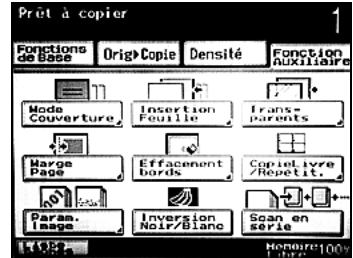 Prêt à copier
1
Fonctions de Base
Orig▸Copie
Densité
Fonction Auxiliaire
Mode Couverture
Insertion Feuille
Trans-parents
Marge Page
Effacement bords
CopieLivre /Répétit.
Param. Image
Inversion Noir/Blanc
Scan en série
Mémoire Libre 100%